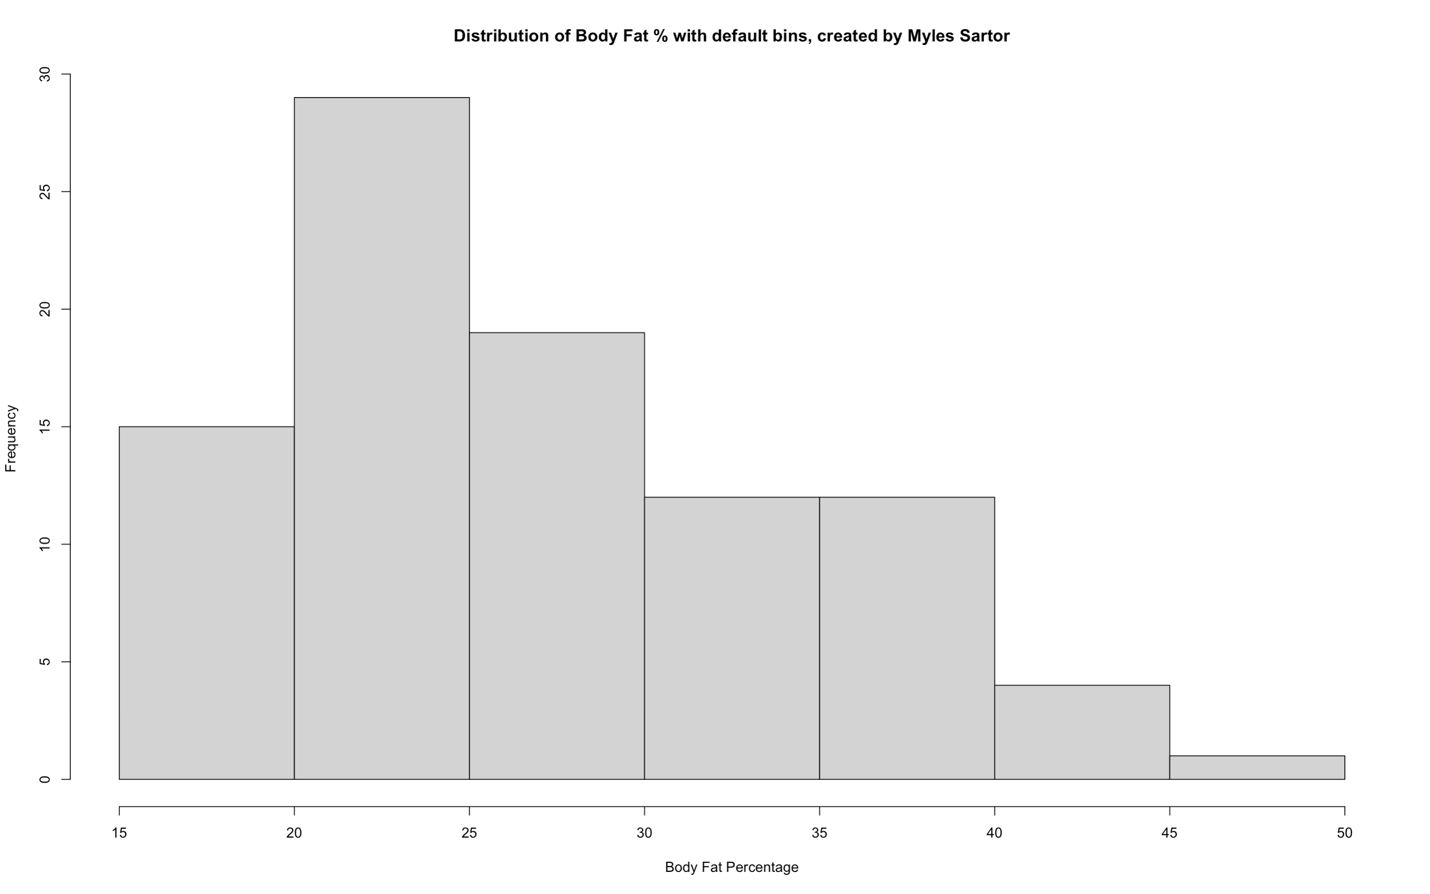 Distribution of Body Fat % with default bins, created by Myles Sartor
30
25
20
15
10
5
0
Frequency
15 20 25 30 35 40 45 50
Body Fat Percentage